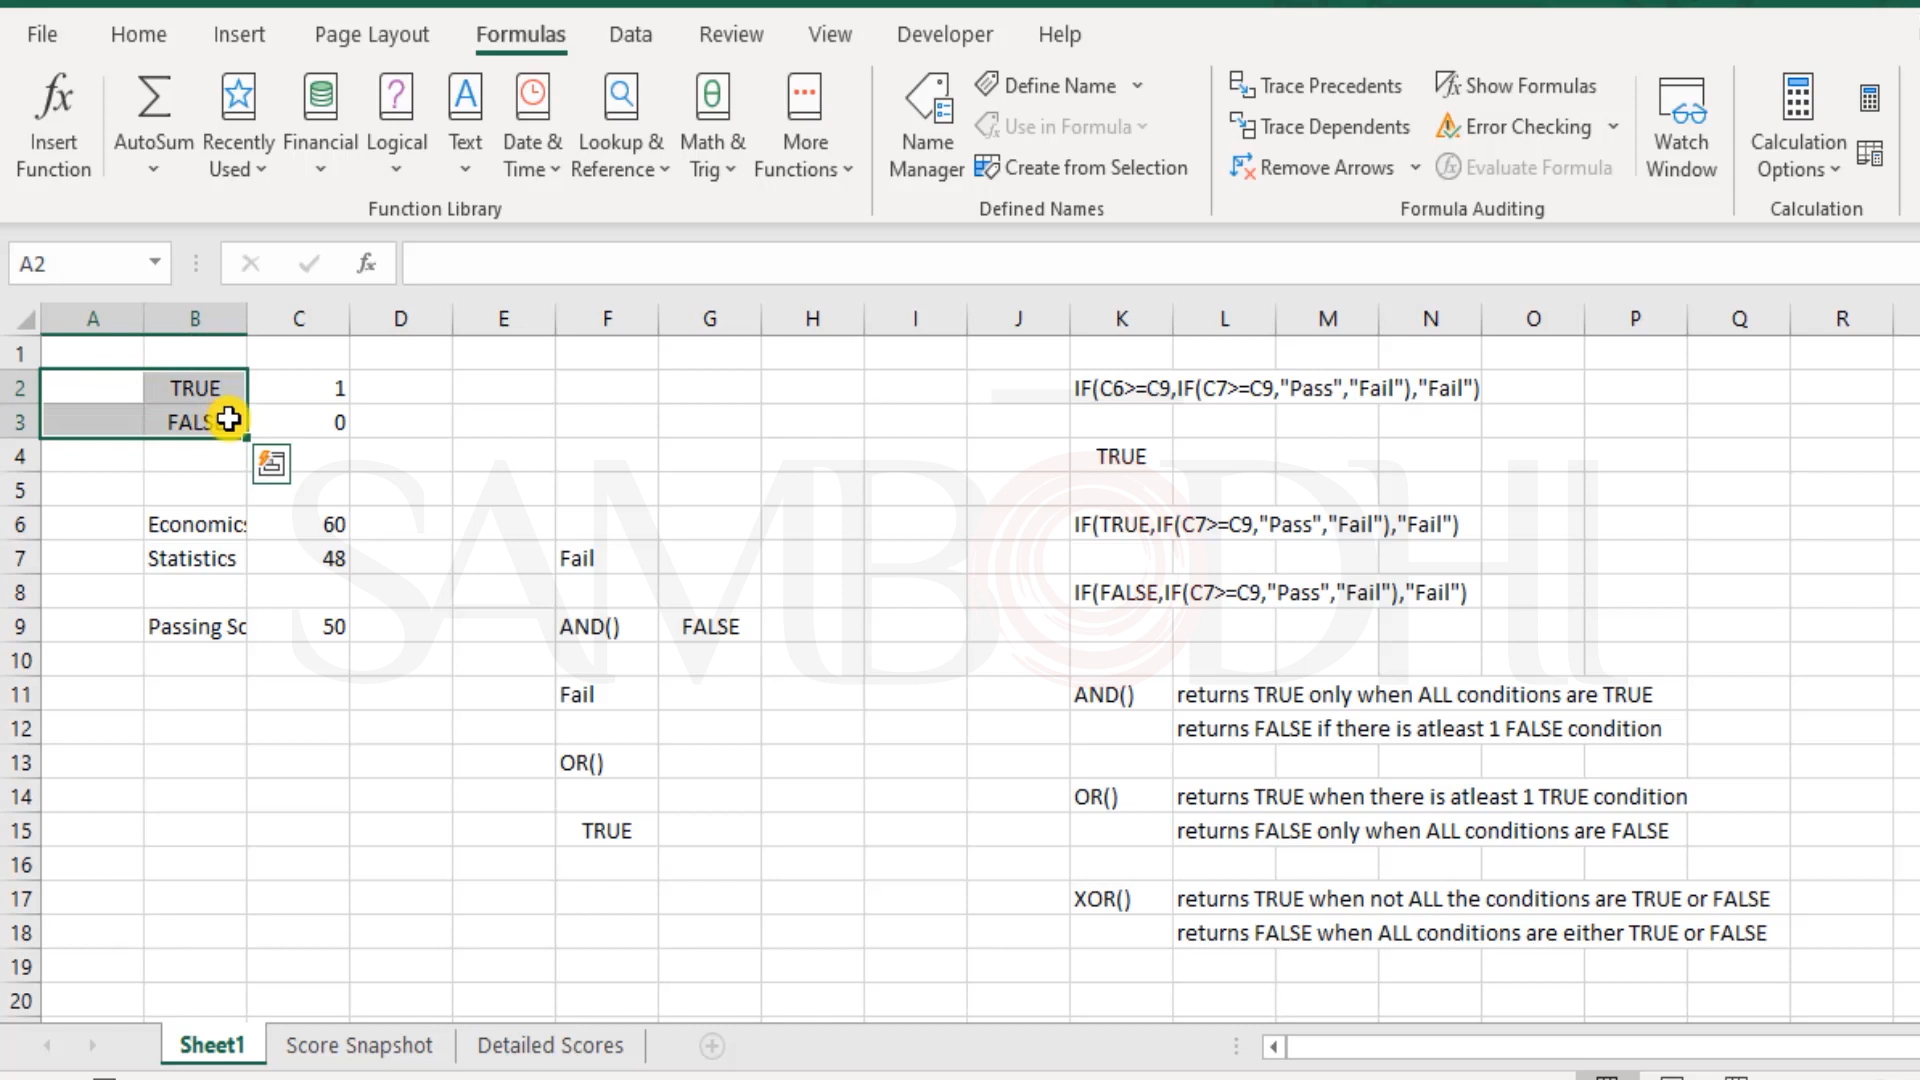 File Home Insert Page Layout Formulas Data Review View Developer Help
fx Insert Function
AutoSum
Recently Used
Financial
Logical
Text
Date & Time
Lookup & Reference
Math & Trig
More Functions
Function Library
Name Manager
Define Name
Use in Formula
Create from Selection
Defined Names
Trace Precedents
Trace Dependents
Remove Arrows
Show Formulas
Error Checking
Evaluate Formula
Formula Auditing
Watch Window
Calculation Options
Calculation
A2 fx
A B C D E F G H I J K L M N O P Q R
1
2 TRUE 1 IF(C6>=C9,IF(C7>=C9,"Pass","Fail"),"Fail")
3 FALS 0
4 TRUE
5
6 Economics 60 IF(TRUE,IF(C7>=C9,"Pass","Fail"),"Fail")
7 Statistics 48 Fail
8 IF(FALSE,IF(C7>=C9,"Pass","Fail"),"Fail")
9 Passing Sc 50 AND() FALSE
10
11 Fail AND() returns TRUE only when ALL conditions are TRUE
12 returns FALSE if there is atleast 1 FALSE condition
13 OR()
14 OR() returns TRUE when there is atleast 1 TRUE condition
15 TRUE returns FALSE only when ALL conditions are FALSE
16
17 XOR() returns TRUE when not ALL the conditions are TRUE or FALSE
18 returns FALSE when ALL conditions are either TRUE or FALSE
19
20
SAMBODHI
Sheet1 Score Snapshot Detailed Scores